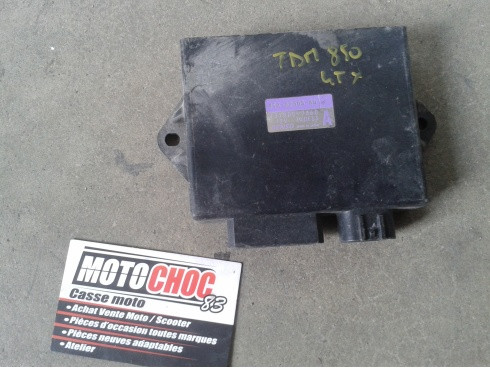 TDM 850
4TX
A
MOTOCHOC
83
Casse moto
• Achat Vente Moto / Scooter
• Pièces d'occasion toutes marques
• Pièces neuves adaptables
• Atelier